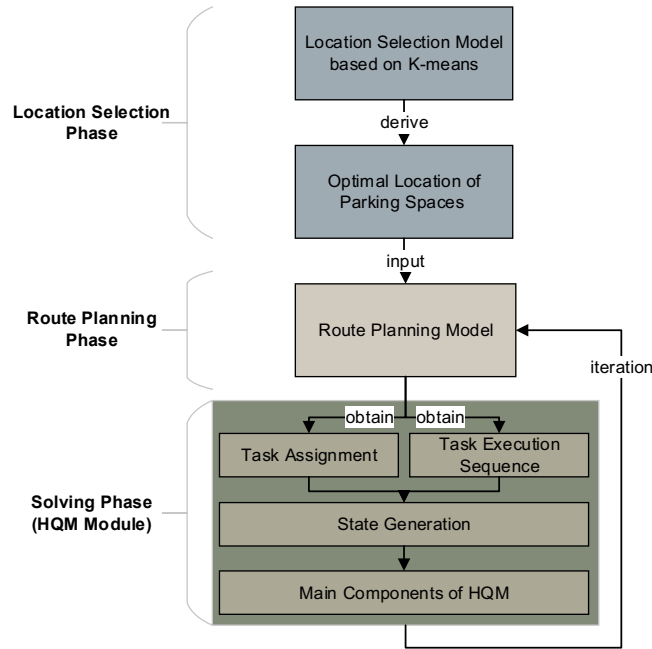 Location Selection Model
based on K-means
Location Selection
Phase
derive
Optimal Location of
Parking Spaces
input
Route Planning
Phase
Route Planning Model
iteration
obtain obtain
Task Assignment
Task Execution
Sequence
Solving Phase
(HQM Module)
State Generation
Main Components of HQM